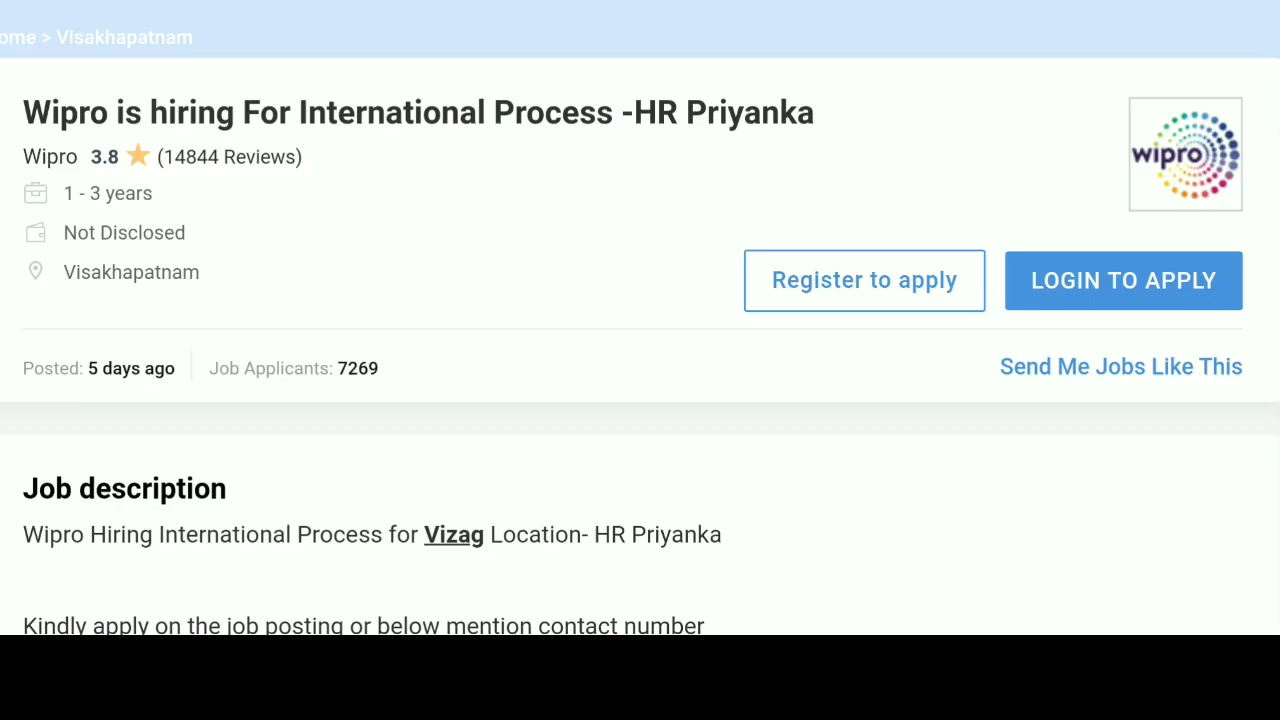 ome > Visakhapatnam
Wipro is hiring For International Process -HR Priyanka
Wipro 3.8 (14844 Reviews)
wipro
1 - 3 years
Not Disclosed
Visakhapatnam
Register to apply
LOGIN TO APPLY
Posted: 5 days ago
Job Applicants: 7269
Send Me Jobs Like This
Job description
Wipro Hiring International Process for Vizag Location- HR Priyanka
Kindly apply on the job posting or below mention contact number